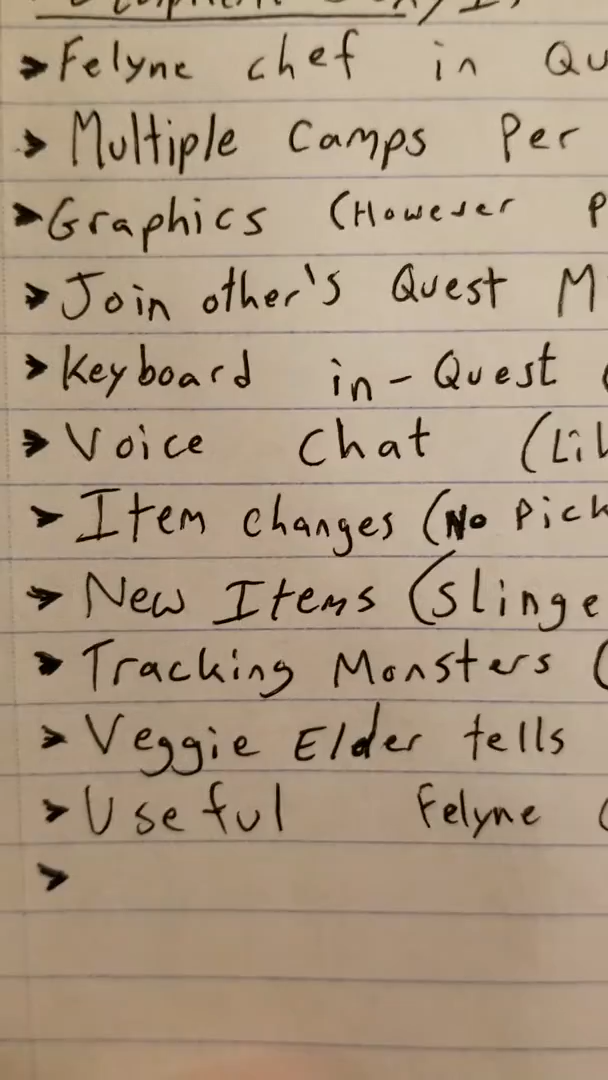 ➤ Felyne chef in Qu
➤ Multiple Camps Per
➤ Graphics (However P
➤ Join other's Quest M
➤ Keyboard in-Quest (
➤ Voice Chat (Lik
➤ Item changes (No Pick
➤ New Items (Slinge
➤ Tracking Monsters (
➤ Veggie Elder tells
➤ Useful Felyne (
➤